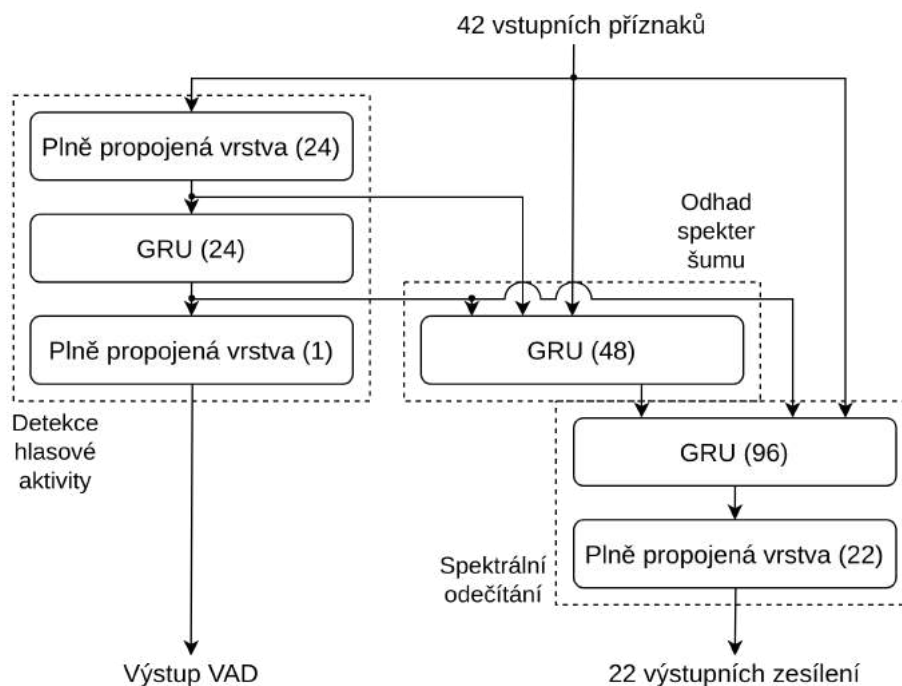 42 vstupních příznaků
Plně propojená vrstva (24)
GRU (24)
Plně propojená vrstva (1)
Detekce
hlasové
aktivity
Odhad
spekter
šumu
GRU (48)
GRU (96)
Plně propojená vrstva (22)
Spektrální
odečítání
Výstup VAD
22 výstupních zesílení